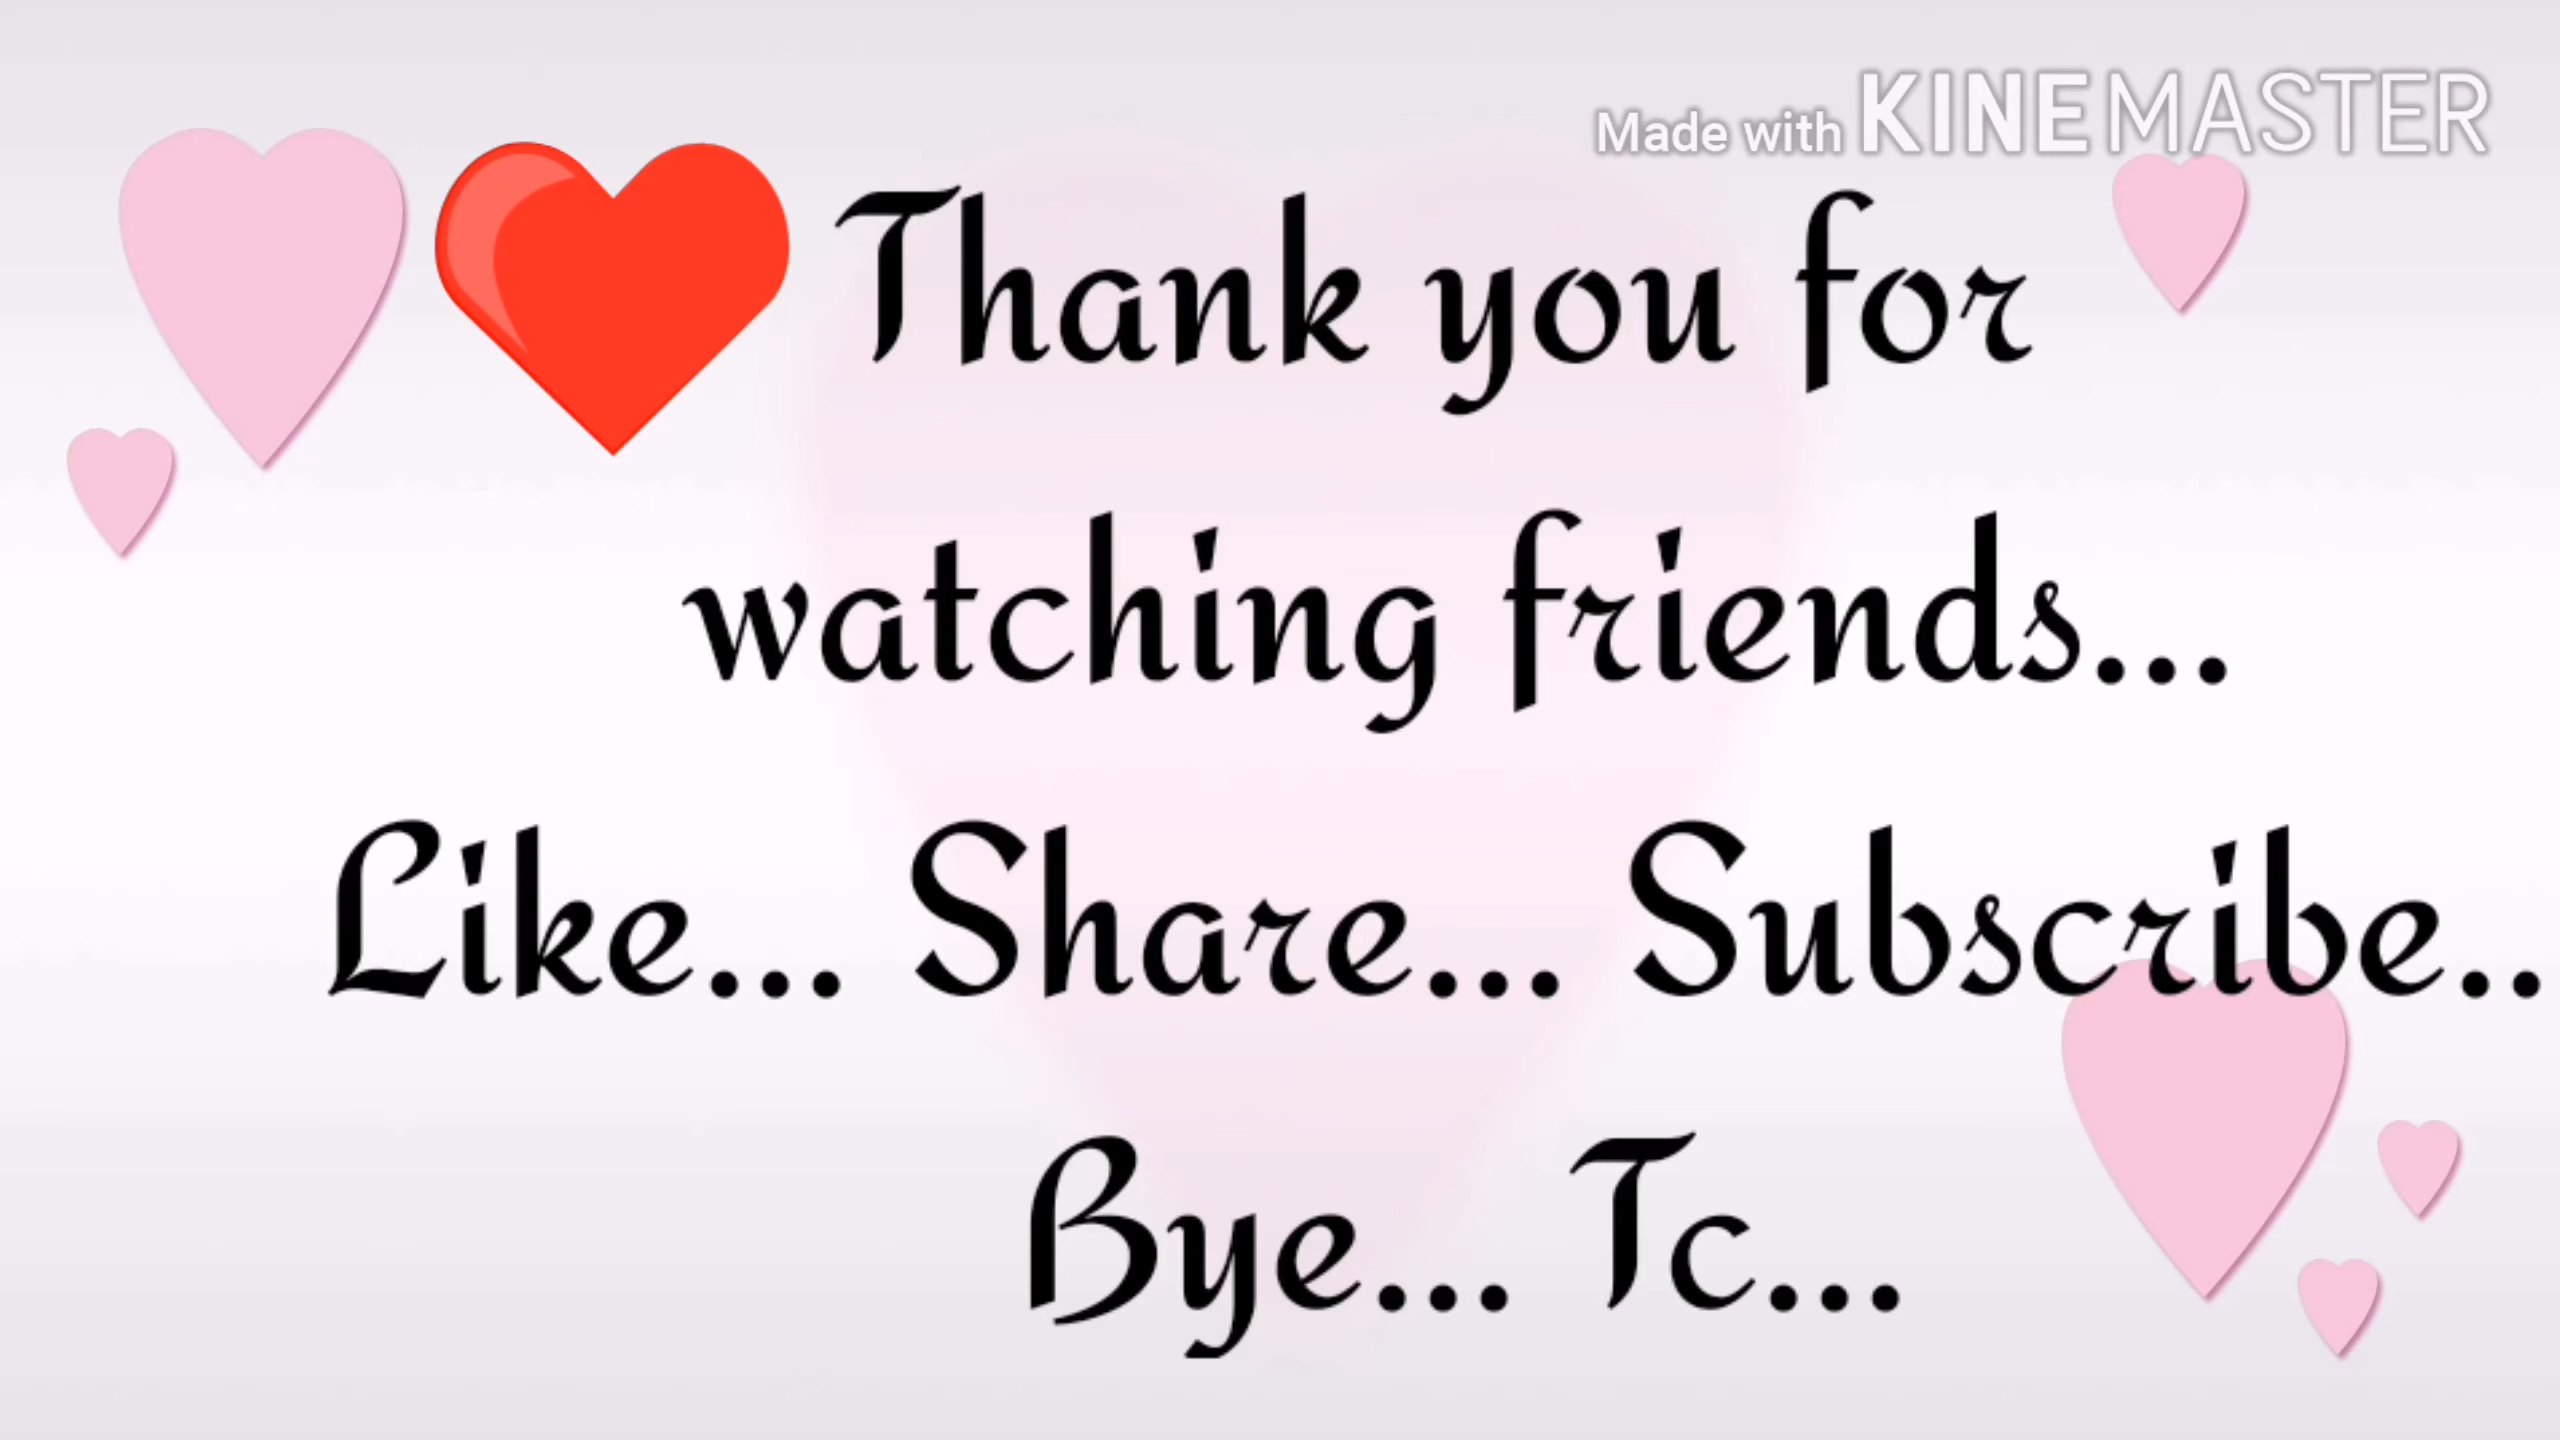 Made with KINEMASTER
Thank you for
watching friends...
Like... Share... Subscribe..
Bye... Tc...